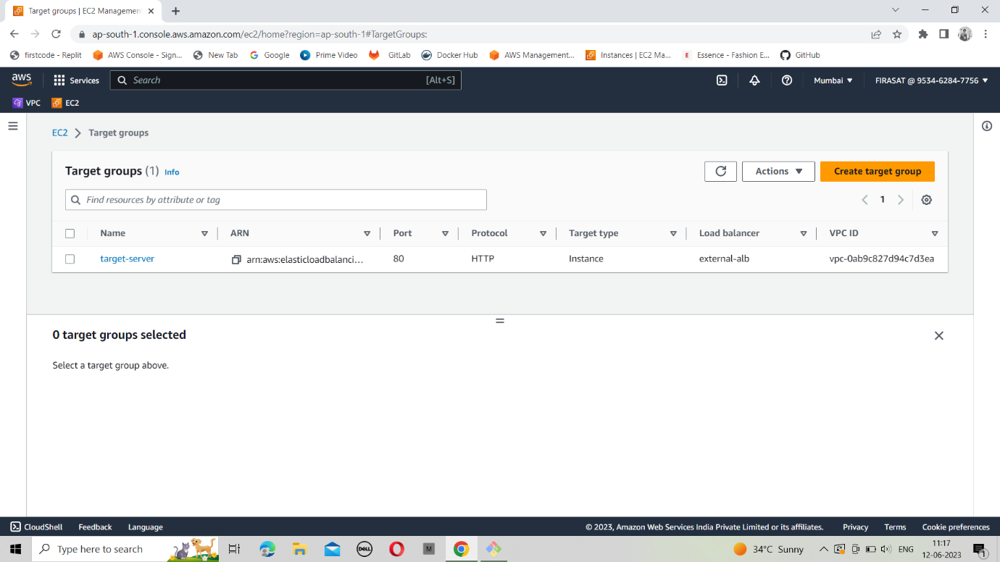 Target groups | EC2 Management
ap-south-1.console.aws.amazon.com/ec2/home?region=ap-south-1#TargetGroups:
firstcode - Replit AWS Console - Sign... New Tab Google Prime Video GitLab Docker Hub AWS Management... Instances | EC2 Ma... E Essence - Fashion E... GitHub
aws Services Search [Alt+S] Mumbai FIRASAT @ 9534-6284-7756
VPC EC2
EC2 Target groups
Target groups (1) Info Actions Create target group
Find resources by attribute or tag 1
Name ARN Port Protocol Target type Load balancer VPC ID
target-server arn:aws:elasticloadbalanci... 80 HTTP Instance external-alb vpc-0ab9c827d94c7d3ea
0 target groups selected
Select a target group above.
CloudShell Feedback Language © 2023, Amazon Web Services India Private Limited or its affiliates. Privacy Terms Cookie preferences
Type here to search DELL M 34°C Sunny ENG 11:17
12-06-2023 1